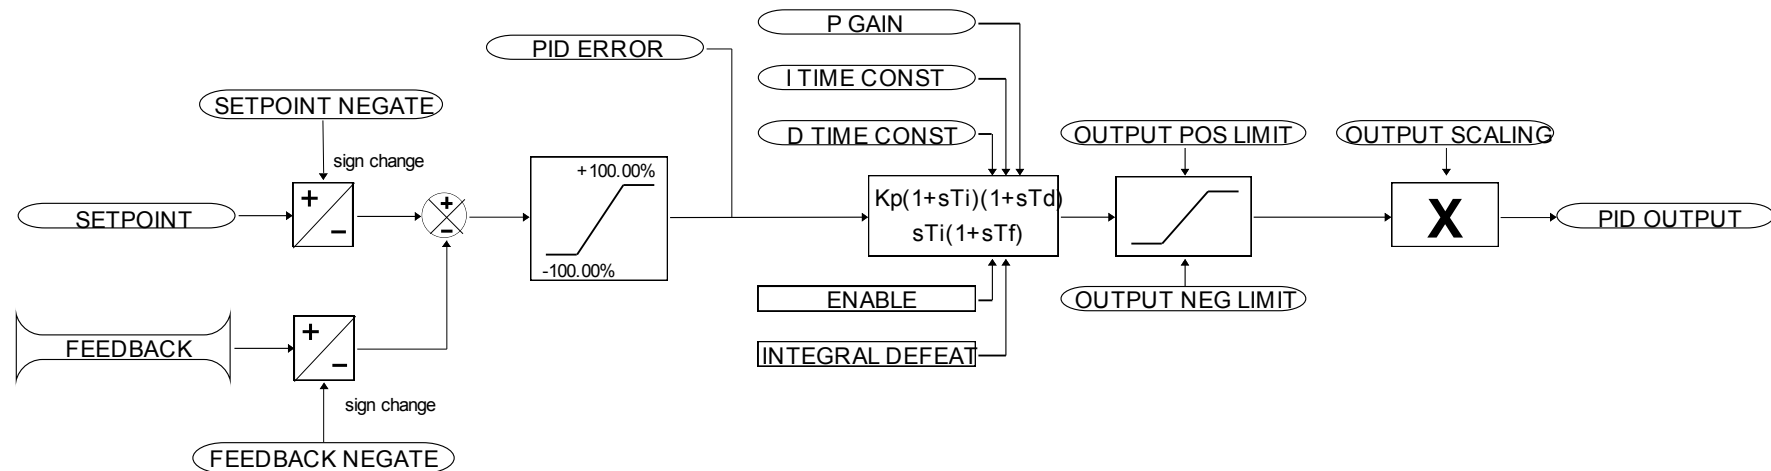 P GAIN
PID ERROR
I TIME CONST
SETPOINT NEGATE
D TIME CONST
OUTPUT POS LIMIT
OUTPUT SCALING
sign change
+100.00%
+
-
SETPOINT
+
-
Kp(1+sTi)(1+sTd)
sTi(1+sTf)
X
PID OUTPUT
-100.00%
ENABLE
OUTPUT NEG LIMIT
FEEDBACK
+
-
INTEGRAL DEFEAT
sign change
FEEDBACK NEGATE